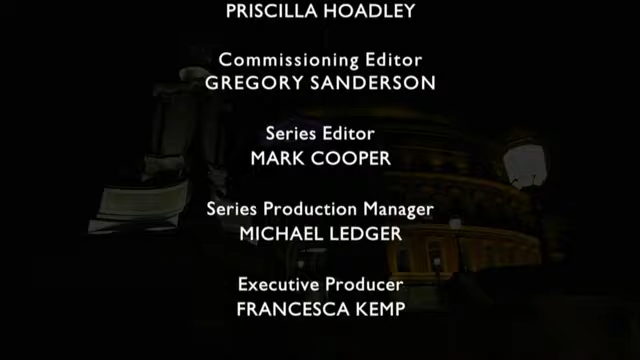 PRISCILLA HOADLEY
Commissioning Editor
GREGORY SANDERSON
Series Editor
MARK COOPER
Series Production Manager
MICHAEL LEDGER
Executive Producer
FRANCESCA KEMP